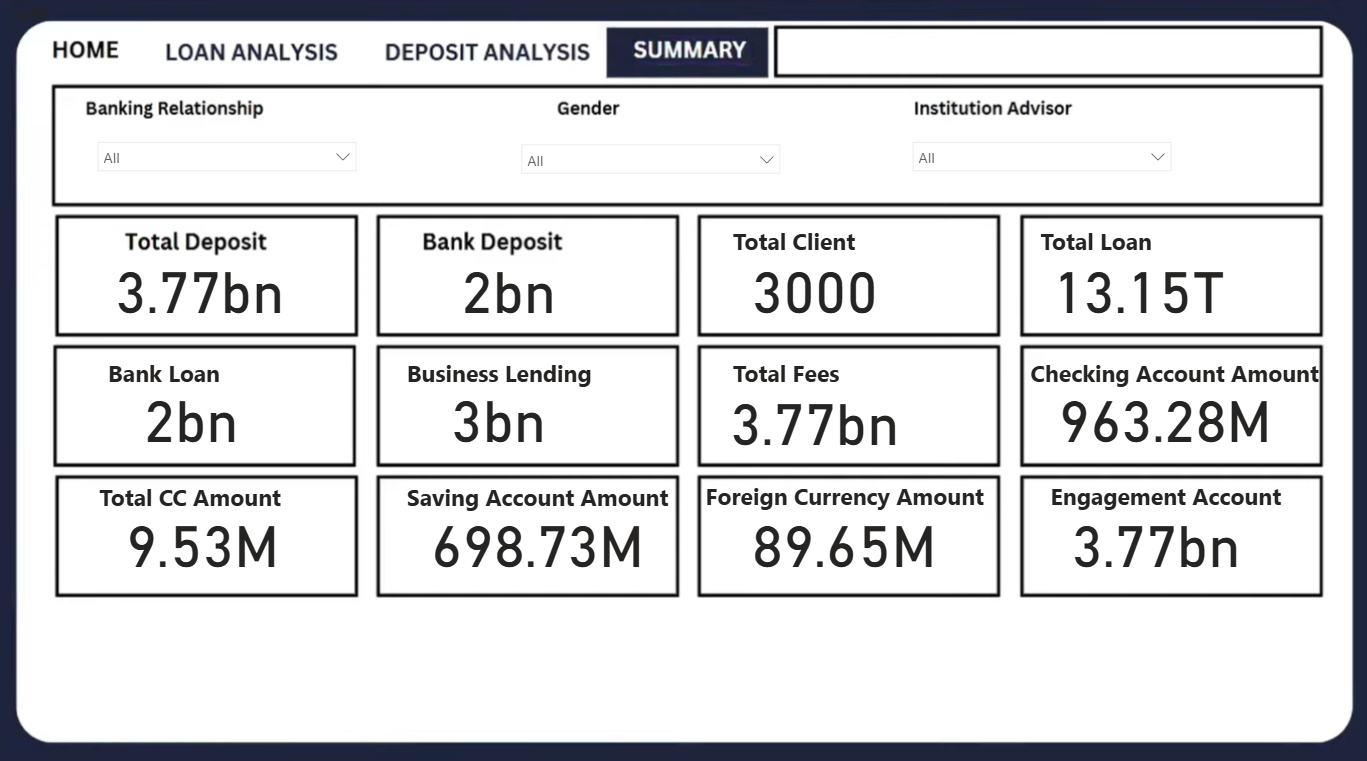 HOME LOAN ANALYSIS DEPOSIT ANALYSIS SUMMARY
Banking Relationship Gender Institution Advisor
All All All
Total Deposit Bank Deposit Total Client Total Loan
3.77bn 2bn 3000 13.15T
Bank Loan Business Lending Total Fees Checking Account Amount
2bn 3bn 3.77bn 963.28M
Total CC Amount Saving Account Amount Foreign Currency Amount Engagement Account
9.53M 698.73M 89.65M 3.77bn